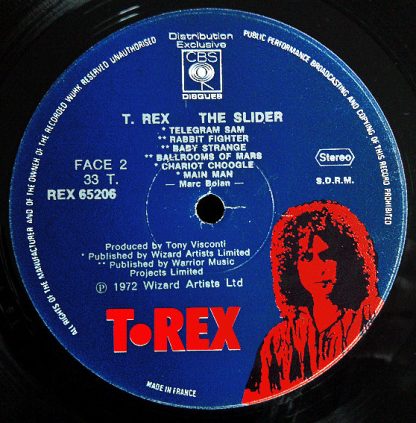 Distribution
Exclusive
CBS
DISQUES
ALL RIGHTS OF THE MANUFACTURER AND OF THE OWNER OF THE RECORDED WORK RESERVED UNAUTHORISED
PUBLIC PERFORMANCE BROADCASTING AND COPYING OF THIS RECORD PROHIBITED
T. REX THE SLIDER
* TELEGRAM SAM
** RABBIT FIGHTER
** BABY STRANGE
** BALLROOMS OF MARS
* CHARIOT CHOOGLE
* MAIN MAN
— Marc Bolan —
FACE 2
33 T.
REX 65206
Stereo
S.D.R.M.
Produced by Tony Visconti
* Published by Wizard Artists Limited
** Published by Warrior Music
Projects Limited
℗ 1972 Wizard Artists Ltd
T•REX
MADE IN FRANCE